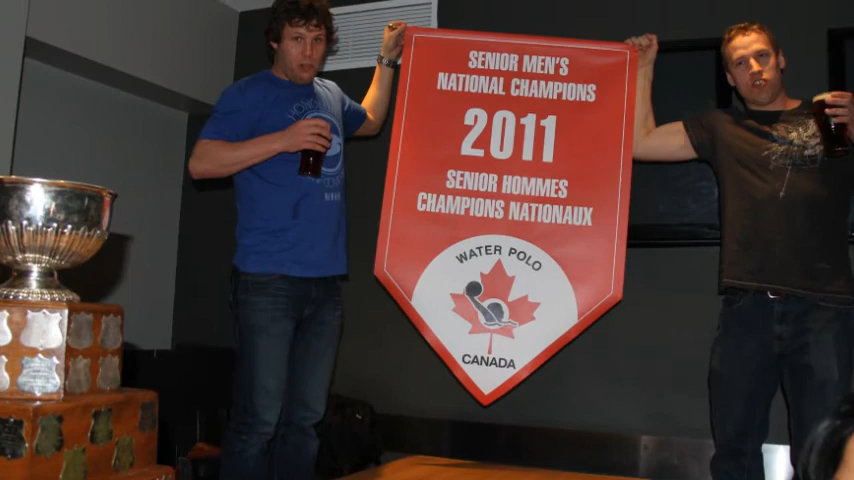 SENIOR MEN'S
NATIONAL CHAMPIONS
2011
SENIOR HOMMES
CHAMPIONS NATIONAUX
WATER POLO
CANADA